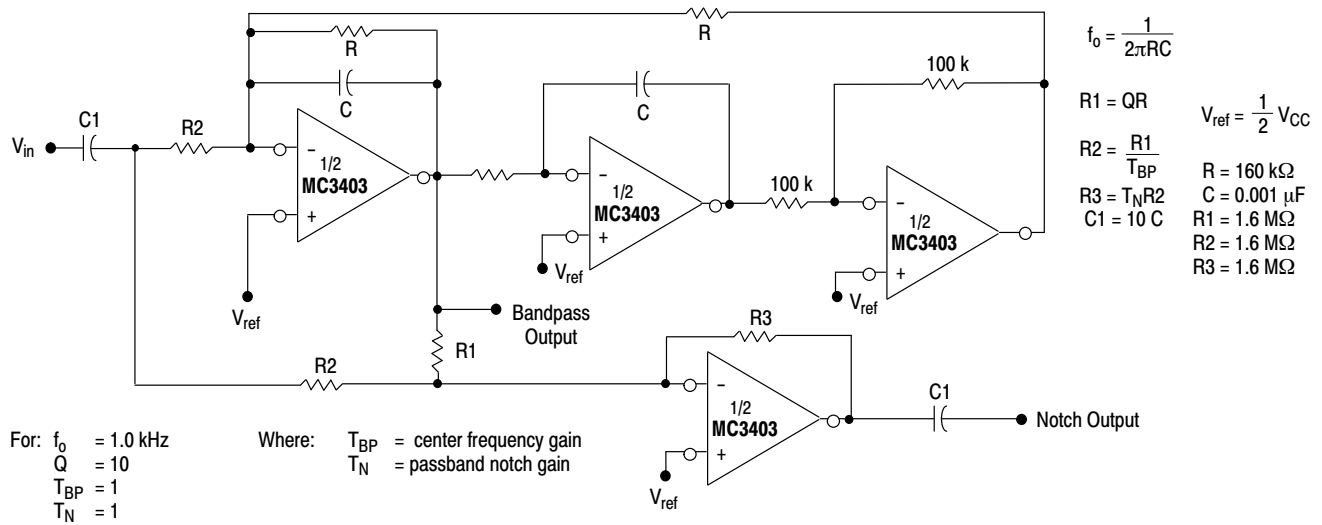 R
R
C
C1
V_in
R2
1/2
MC3403
−
+
V_ref
C
1/2
MC3403
−
+
V_ref
100 k
100 k
1/2
MC3403
−
+
V_ref
Bandpass
Output
R1
R2
R3
1/2
MC3403
−
+
V_ref
C1
Notch Output
f_o = 1 / 2πRC
R1 = QR
R2 = R1 / T_BP
R3 = T_N R2
C1 = 10 C
V_ref = 1/2 V_CC
R = 160 kΩ
C = 0.001 μF
R1 = 1.6 MΩ
R2 = 1.6 MΩ
R3 = 1.6 MΩ
For: f_o = 1.0 kHz
Q = 10
T_BP = 1
T_N = 1
Where: T_BP = center frequency gain
T_N = passband notch gain